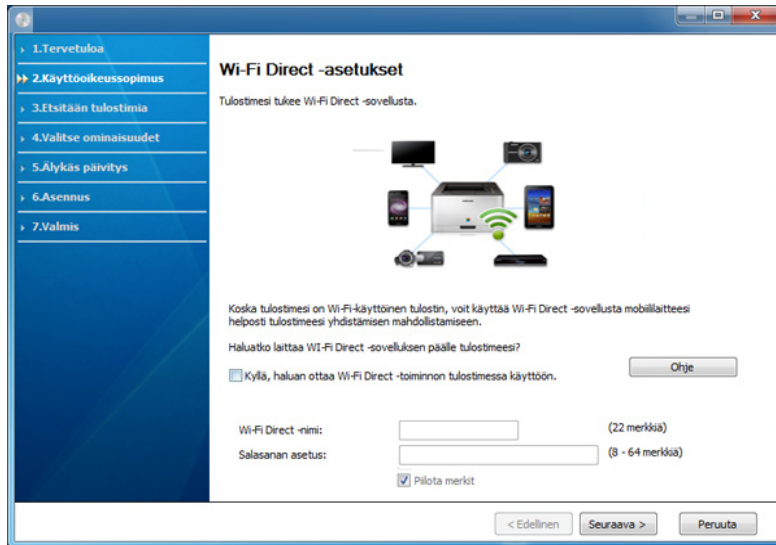 1.Tervetuloa
2.Käyttöoikeussopimus
3.Etsitään tulostimia
4.Valitse ominaisuudet
5.Älykäs päivitys
6.Asennus
7.Valmis
Wi-Fi Direct -asetukset
Tulostimesi tukee Wi-Fi Direct -sovellusta.
Koska tulostimesi on Wi-Fi-käyttöinen tulostin, voit käyttää Wi-Fi Direct -sovellusta mobiililaitteesi
helposti tulostimeesi yhdistämisen mahdollistamiseen.
Haluatko laittaa WI-Fi Direct -sovelluksen päälle tulostimeesi?
Kyllä, haluan ottaa Wi-Fi Direct -toiminnon tulostimessa käyttöön.
Ohje
Wi-Fi Direct -nimi: (22 merkkiä)
Salasanan asetus: (8 - 64 merkkiä)
Piilota merkit
< Edellinen Seuraava > Peruuta